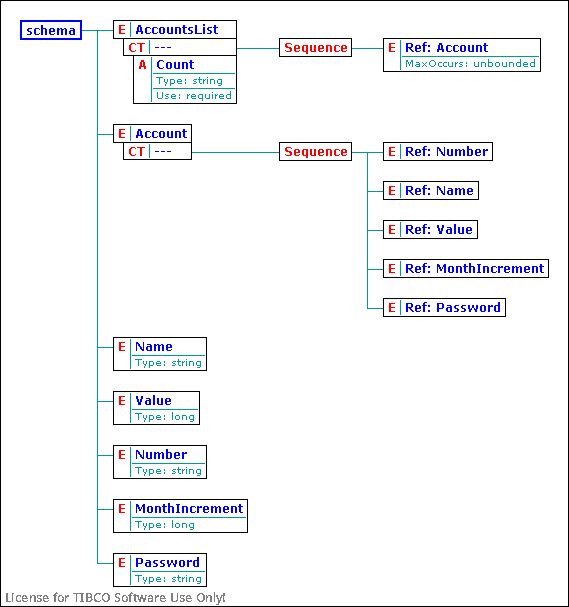 schema
E AccountsList
CT ---
Sequence
E Ref: Account
MaxOccurs: unbounded
A Count
Type: string
Use: required
E Account
CT ---
Sequence
E Ref: Number
E Ref: Name
E Ref: Value
E Ref: MonthIncrement
E Ref: Password
E Name
Type: string
E Value
Type: long
E Number
Type: string
E MonthIncrement
Type: long
E Password
Type: string
License for TIBCO Software Use Only!